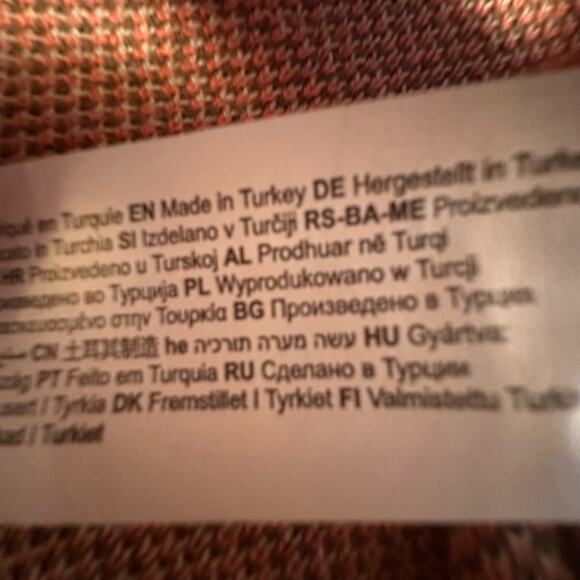 en Turquie EN Made in Turkey DE Hergestellt in
in Turchia SI Izdelano v Turčiji RS-BA-ME Proizvedeno
HR Proizvedeno u Turskoj AL Prodhuar në Turqi
во Турција PL Wyprodukowano w Turcji
στην Τουρκία BG Произведено в Турция
CN 土耳其制造 he עשה מערה תורכיה HU Gyártva:
PT Feito em Turquia RU Сделано в Турции
i Tyrkia DK Fremstillet I Tyrkiet FI Valmistettu
i Turkiet